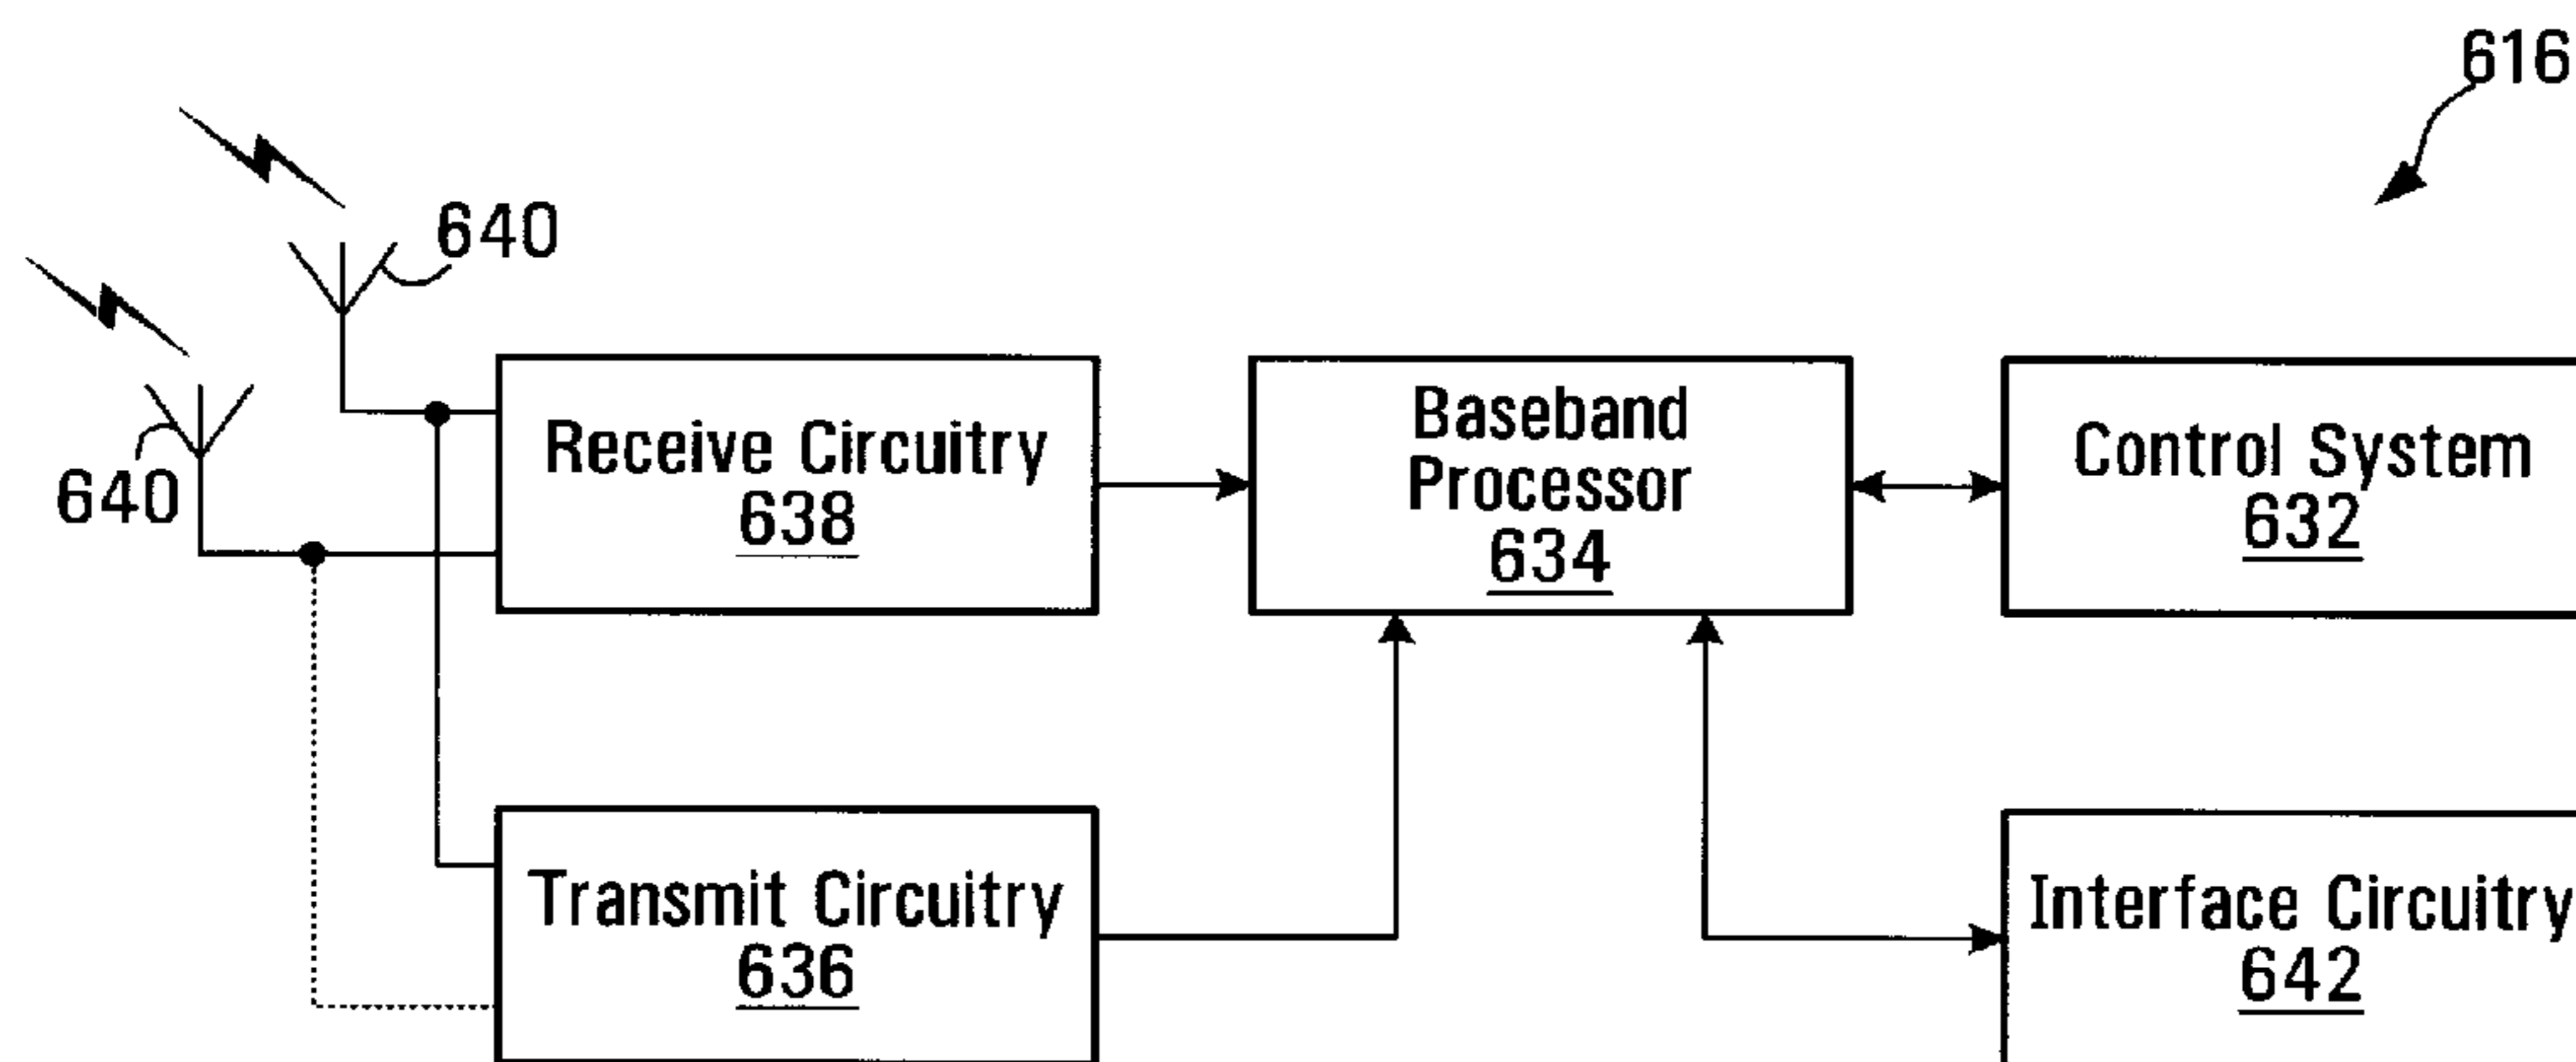 616
640
640
Receive Circuitry
638
Baseband
Processor
634
Control System
632
Transmit Circuitry
636
Interface Circuitry
642